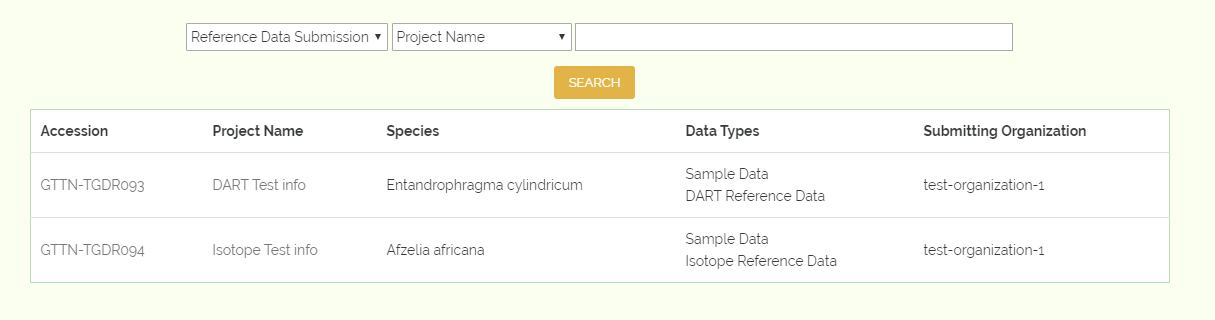 Reference Data Submission Project Name
SEARCH
Accession Project Name Species Data Types Submitting Organization
GTTN-TGDR093 DART Test info Entandrophragma cylindricum Sample Data test-organization-1
DART Reference Data
GTTN-TGDR094 Isotope Test info Afzelia africana Sample Data test-organization-1
Isotope Reference Data